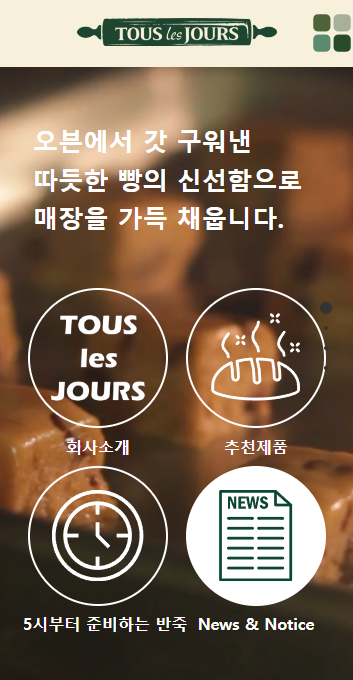 TOUS les JOURS
오븐에서 갓 구워낸
따듯한 빵의 신선함으로
매장을 가득 채웁니다.
TOUS
les
JOURS
회사소개
추천제품
NEWS
5시부터 준비하는 반죽
News & Notice